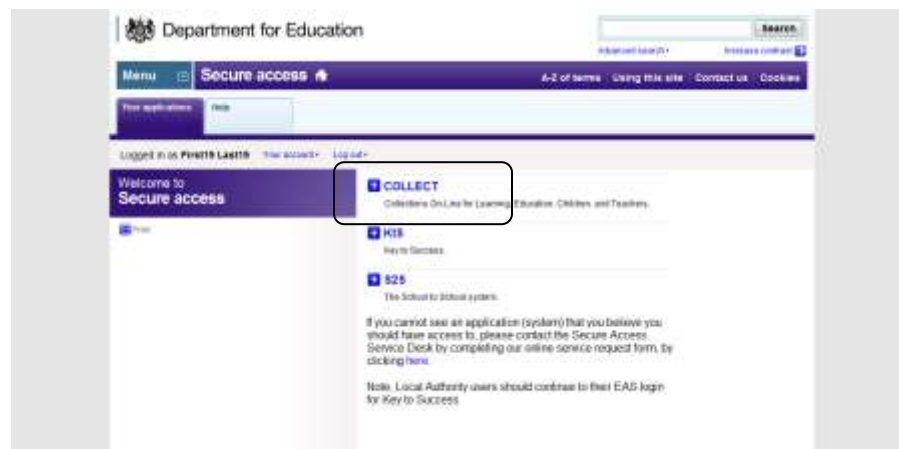 Department for Education
Search
Advanced search
Increase contrast
Menu
Secure access
A-Z of terms Using this site Contact us Cookies
Your applications
Help
Logged in as First19 Last19 Your account Log out
Welcome to
Secure access
Print
COLLECT
Collections On-Line for Learning, Education, Children, and Teachers.
KtS
Key to Success
S2S
The School to School system
If you cannot see an application (system) that you believe you
should have access to, please contact the Secure Access
Service Desk by completing our online service request form, by
clicking here.
Note, Local Authority users should continue to their EAS login
for Key to Success